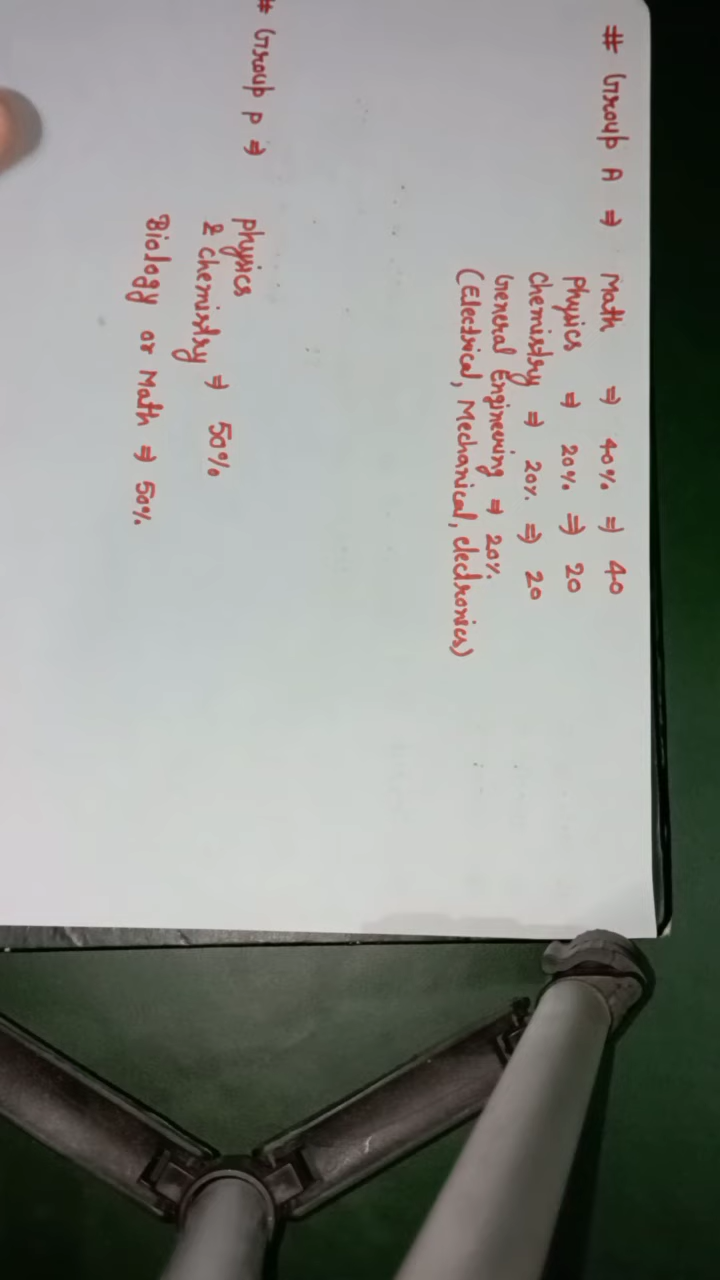 # Group A ⇒ Math ⇒ 40% ⇒ 40
Physics ⇒ 20% ⇒ 20
Chemistry ⇒ 20% ⇒ 20
General Engineering ⇒ 20%
(Electrical, Mechanical, electronics)
# Group P ⇒ Physics
& Chemistry ⇒ 50%
Biology or Math ⇒ 50%